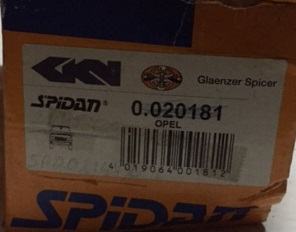 GKN
Glaenzer Spicer
SPIDAN® 0.020181
OPEL
4 019064 001812
SPIDAN